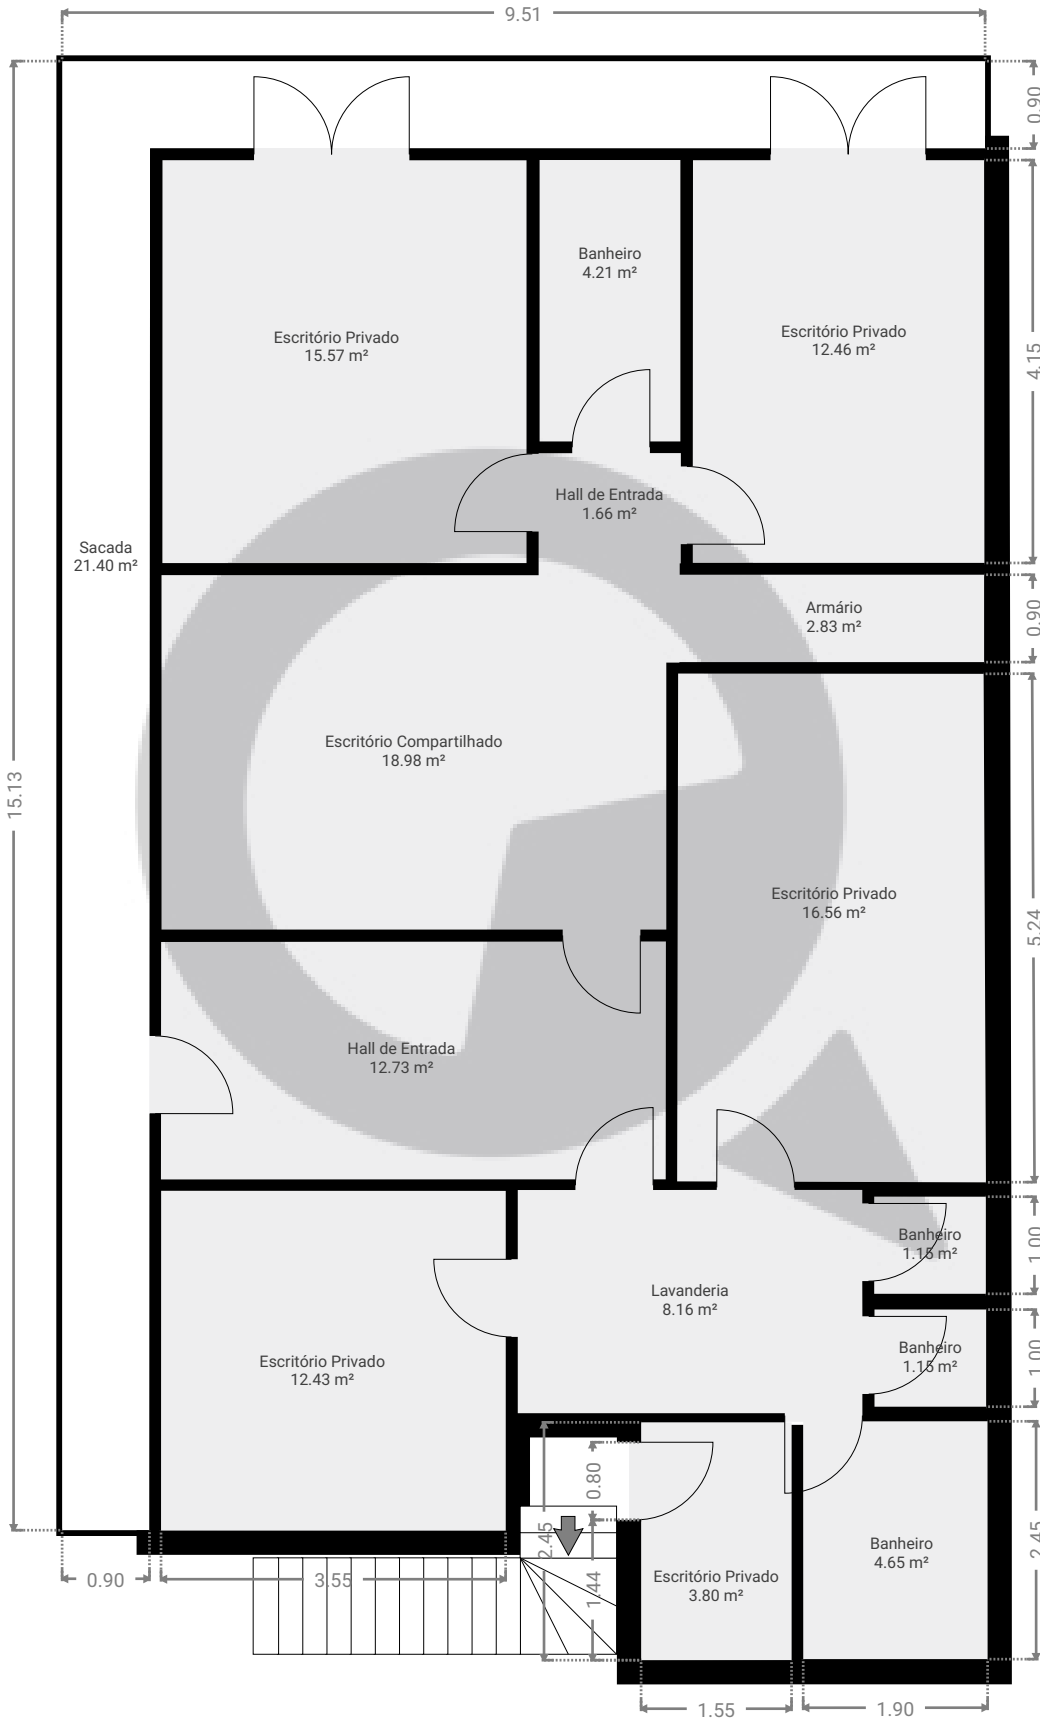 9.51
0.90
Banheiro
4.21 m²
Escritório Privado
15.57 m²
Escritório Privado
12.46 m²
4.15
Hall de Entrada
1.66 m²
Sacada
21.40 m²
Armário
2.83 m²
0.90
Escritório Compartilhado
18.98 m²
15.13
Escritório Privado
16.56 m²
5.24
Hall de Entrada
12.73 m²
Banheiro
1.15 m²
1.00
Lavanderia
8.16 m²
Banheiro
1.15 m²
1.00
Escritório Privado
12.43 m²
0.80
2.45
1.44
Escritório Privado
3.80 m²
Banheiro
4.65 m²
2.45
0.90
3.55
1.55
1.90